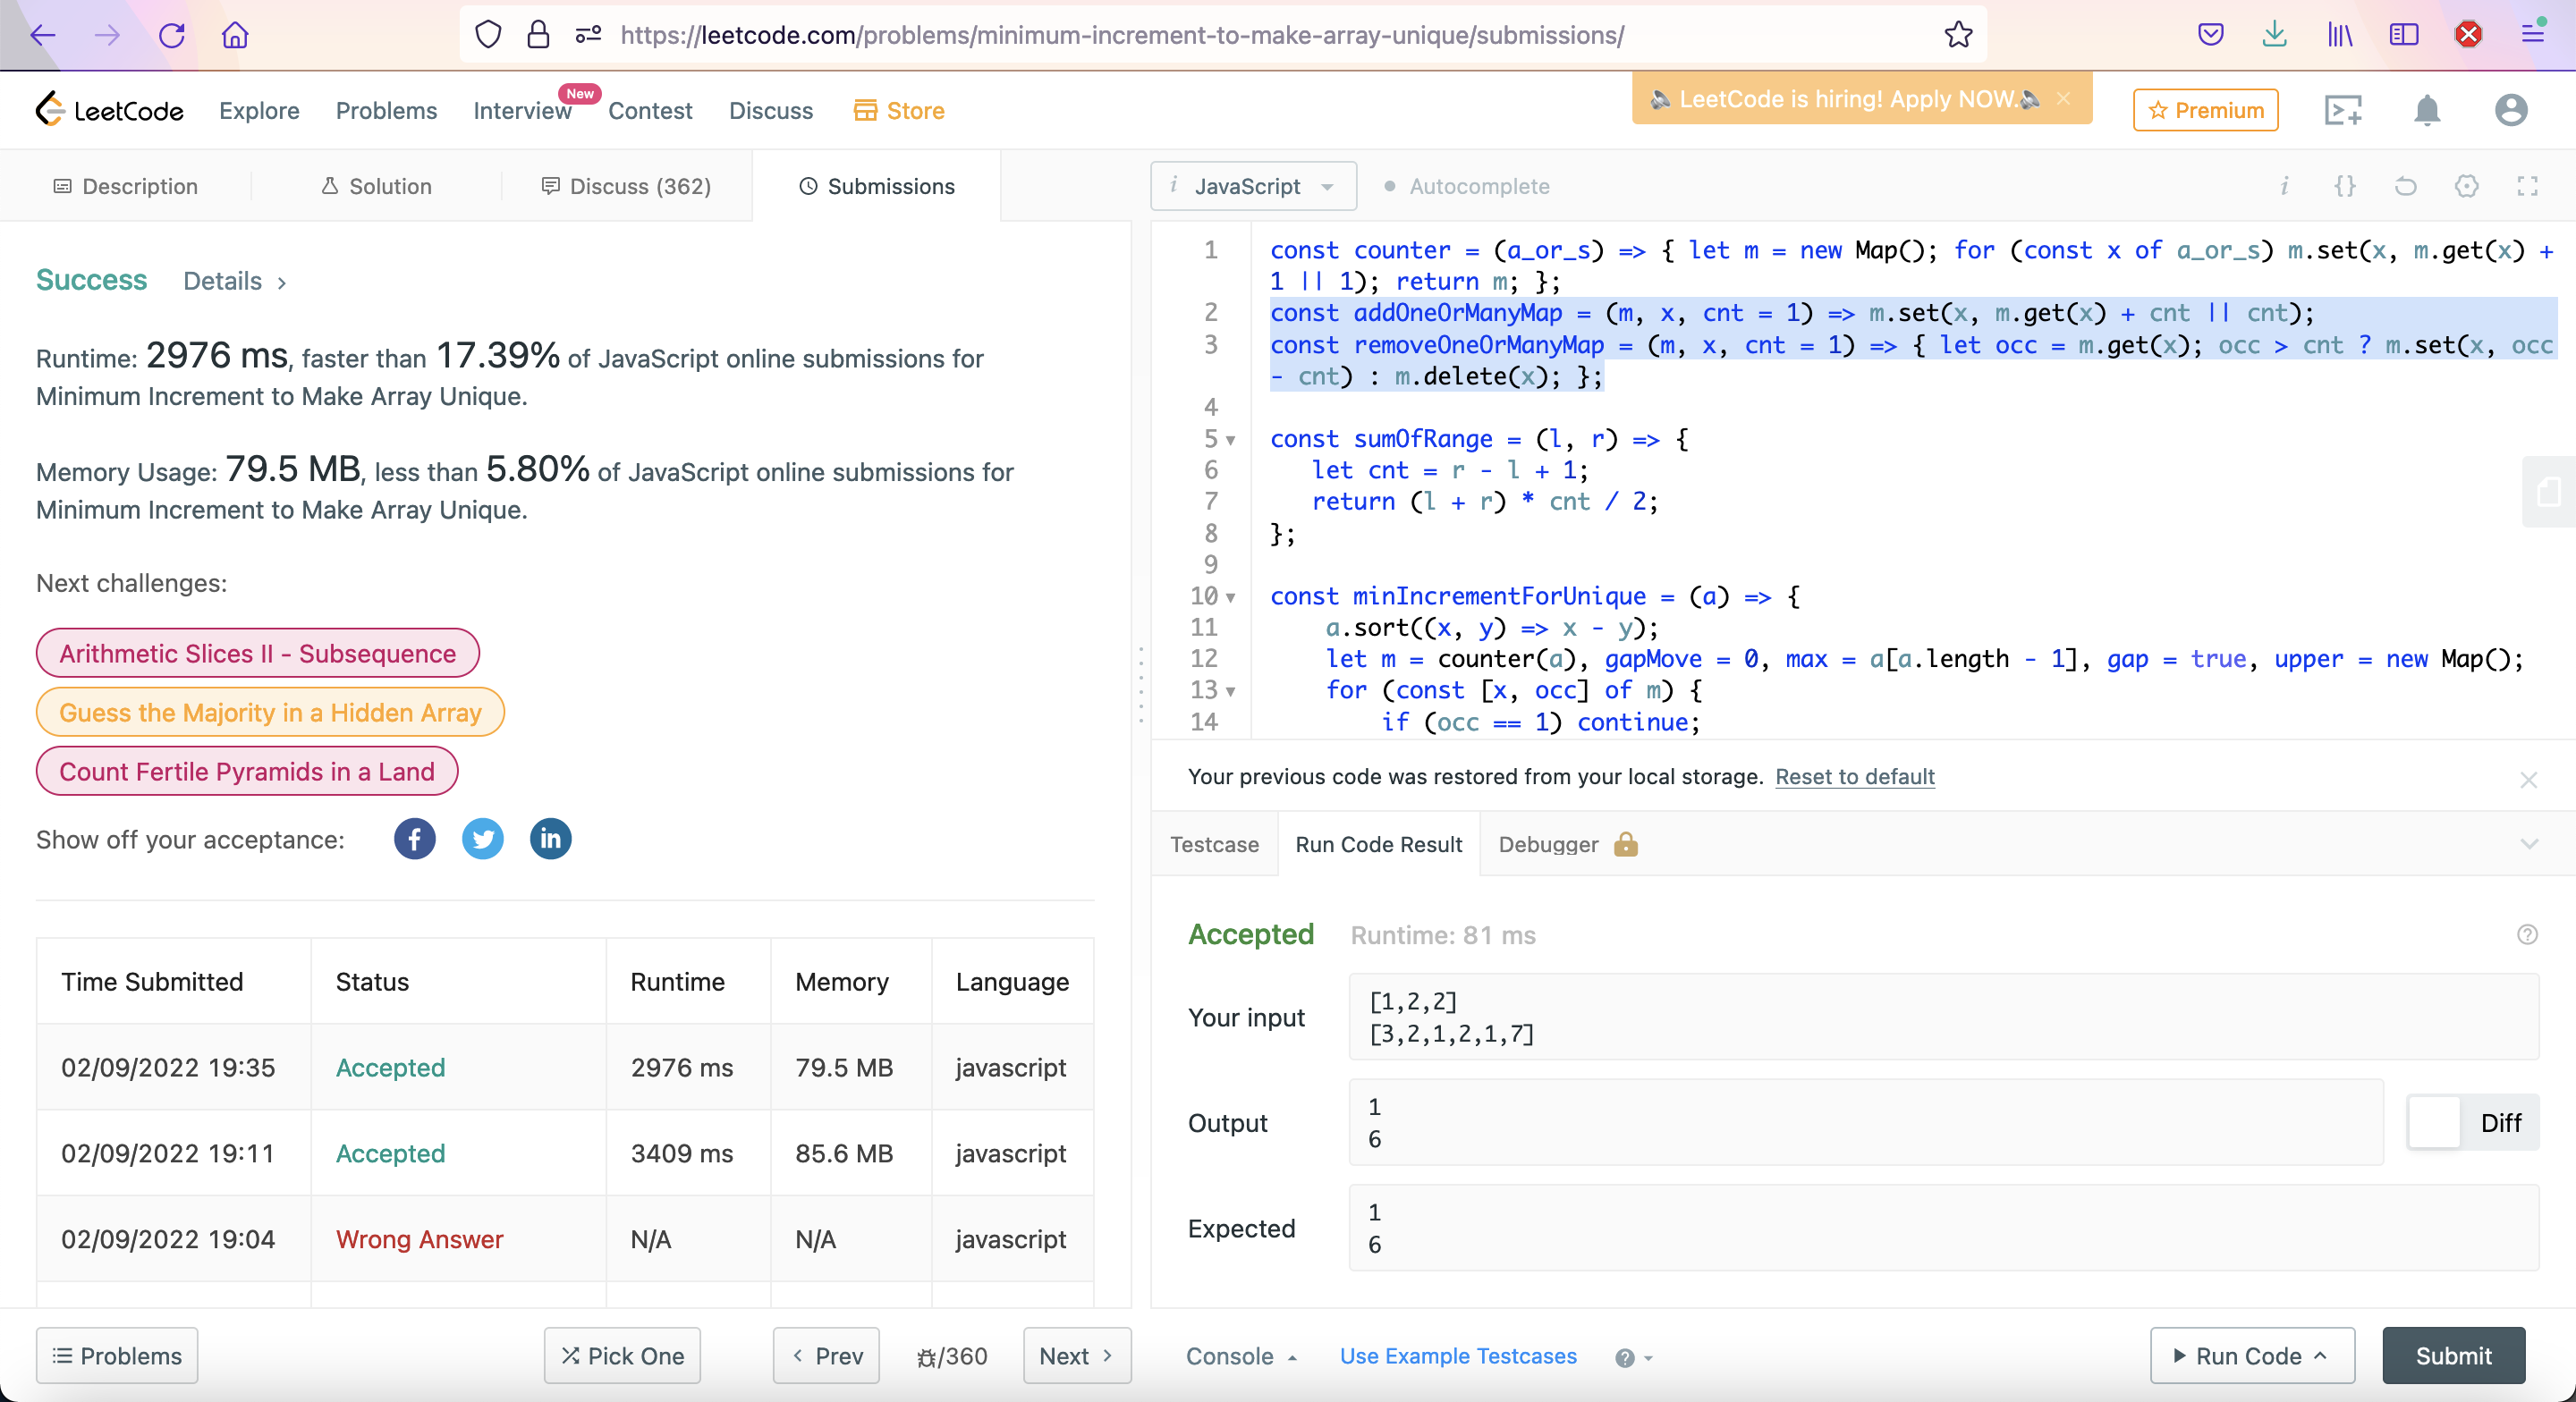 https://leetcode.com/problems/minimum-increment-to-make-array-unique/submissions/
LeetCode
Explore
Problems
Interview
New
Contest
Discuss
Store
LeetCode is hiring! Apply NOW.
Premium
Description
Solution
Discuss (362)
Submissions
i JavaScript
Autocomplete
i {}
Success
Details >
Runtime: 2976 ms, faster than 17.39% of JavaScript online submissions for
Minimum Increment to Make Array Unique.
Memory Usage: 79.5 MB, less than 5.80% of JavaScript online submissions for
Minimum Increment to Make Array Unique.
Next challenges:
Arithmetic Slices II - Subsequence
Guess the Majority in a Hidden Array
Count Fertile Pyramids in a Land
Show off your acceptance:
Time Submitted Status Runtime Memory Language
02/09/2022 19:35 Accepted 2976 ms 79.5 MB javascript
02/09/2022 19:11 Accepted 3409 ms 85.6 MB javascript
02/09/2022 19:04 Wrong Answer N/A N/A javascript
1 const counter = (a_or_s) => { let m = new Map(); for (const x of a_or_s) m.set(x, m.get(x) +
1 || 1); return m; };
2 const addOneOrManyMap = (m, x, cnt = 1) => m.set(x, m.get(x) + cnt || cnt);
3 const removeOneOrManyMap = (m, x, cnt = 1) => { let occ = m.get(x); occ > cnt ? m.set(x, occ
- cnt) : m.delete(x); };
4
5 const sumOfRange = (l, r) => {
6 let cnt = r - l + 1;
7 return (l + r) * cnt / 2;
8 };
9
10 const minIncrementForUnique = (a) => {
11 a.sort((x, y) => x - y);
12 let m = counter(a), gapMove = 0, max = a[a.length - 1], gap = true, upper = new Map();
13 for (const [x, occ] of m) {
14 if (occ == 1) continue;
Your previous code was restored from your local storage. Reset to default
Testcase
Run Code Result
Debugger
Accepted
Runtime: 81 ms
Your input
[1,2,2]
[3,2,1,2,1,7]
Output
1
6
Diff
Expected
1
6
Problems
Pick One
< Prev
/360
Next >
Console
Use Example Testcases
Run Code
Submit